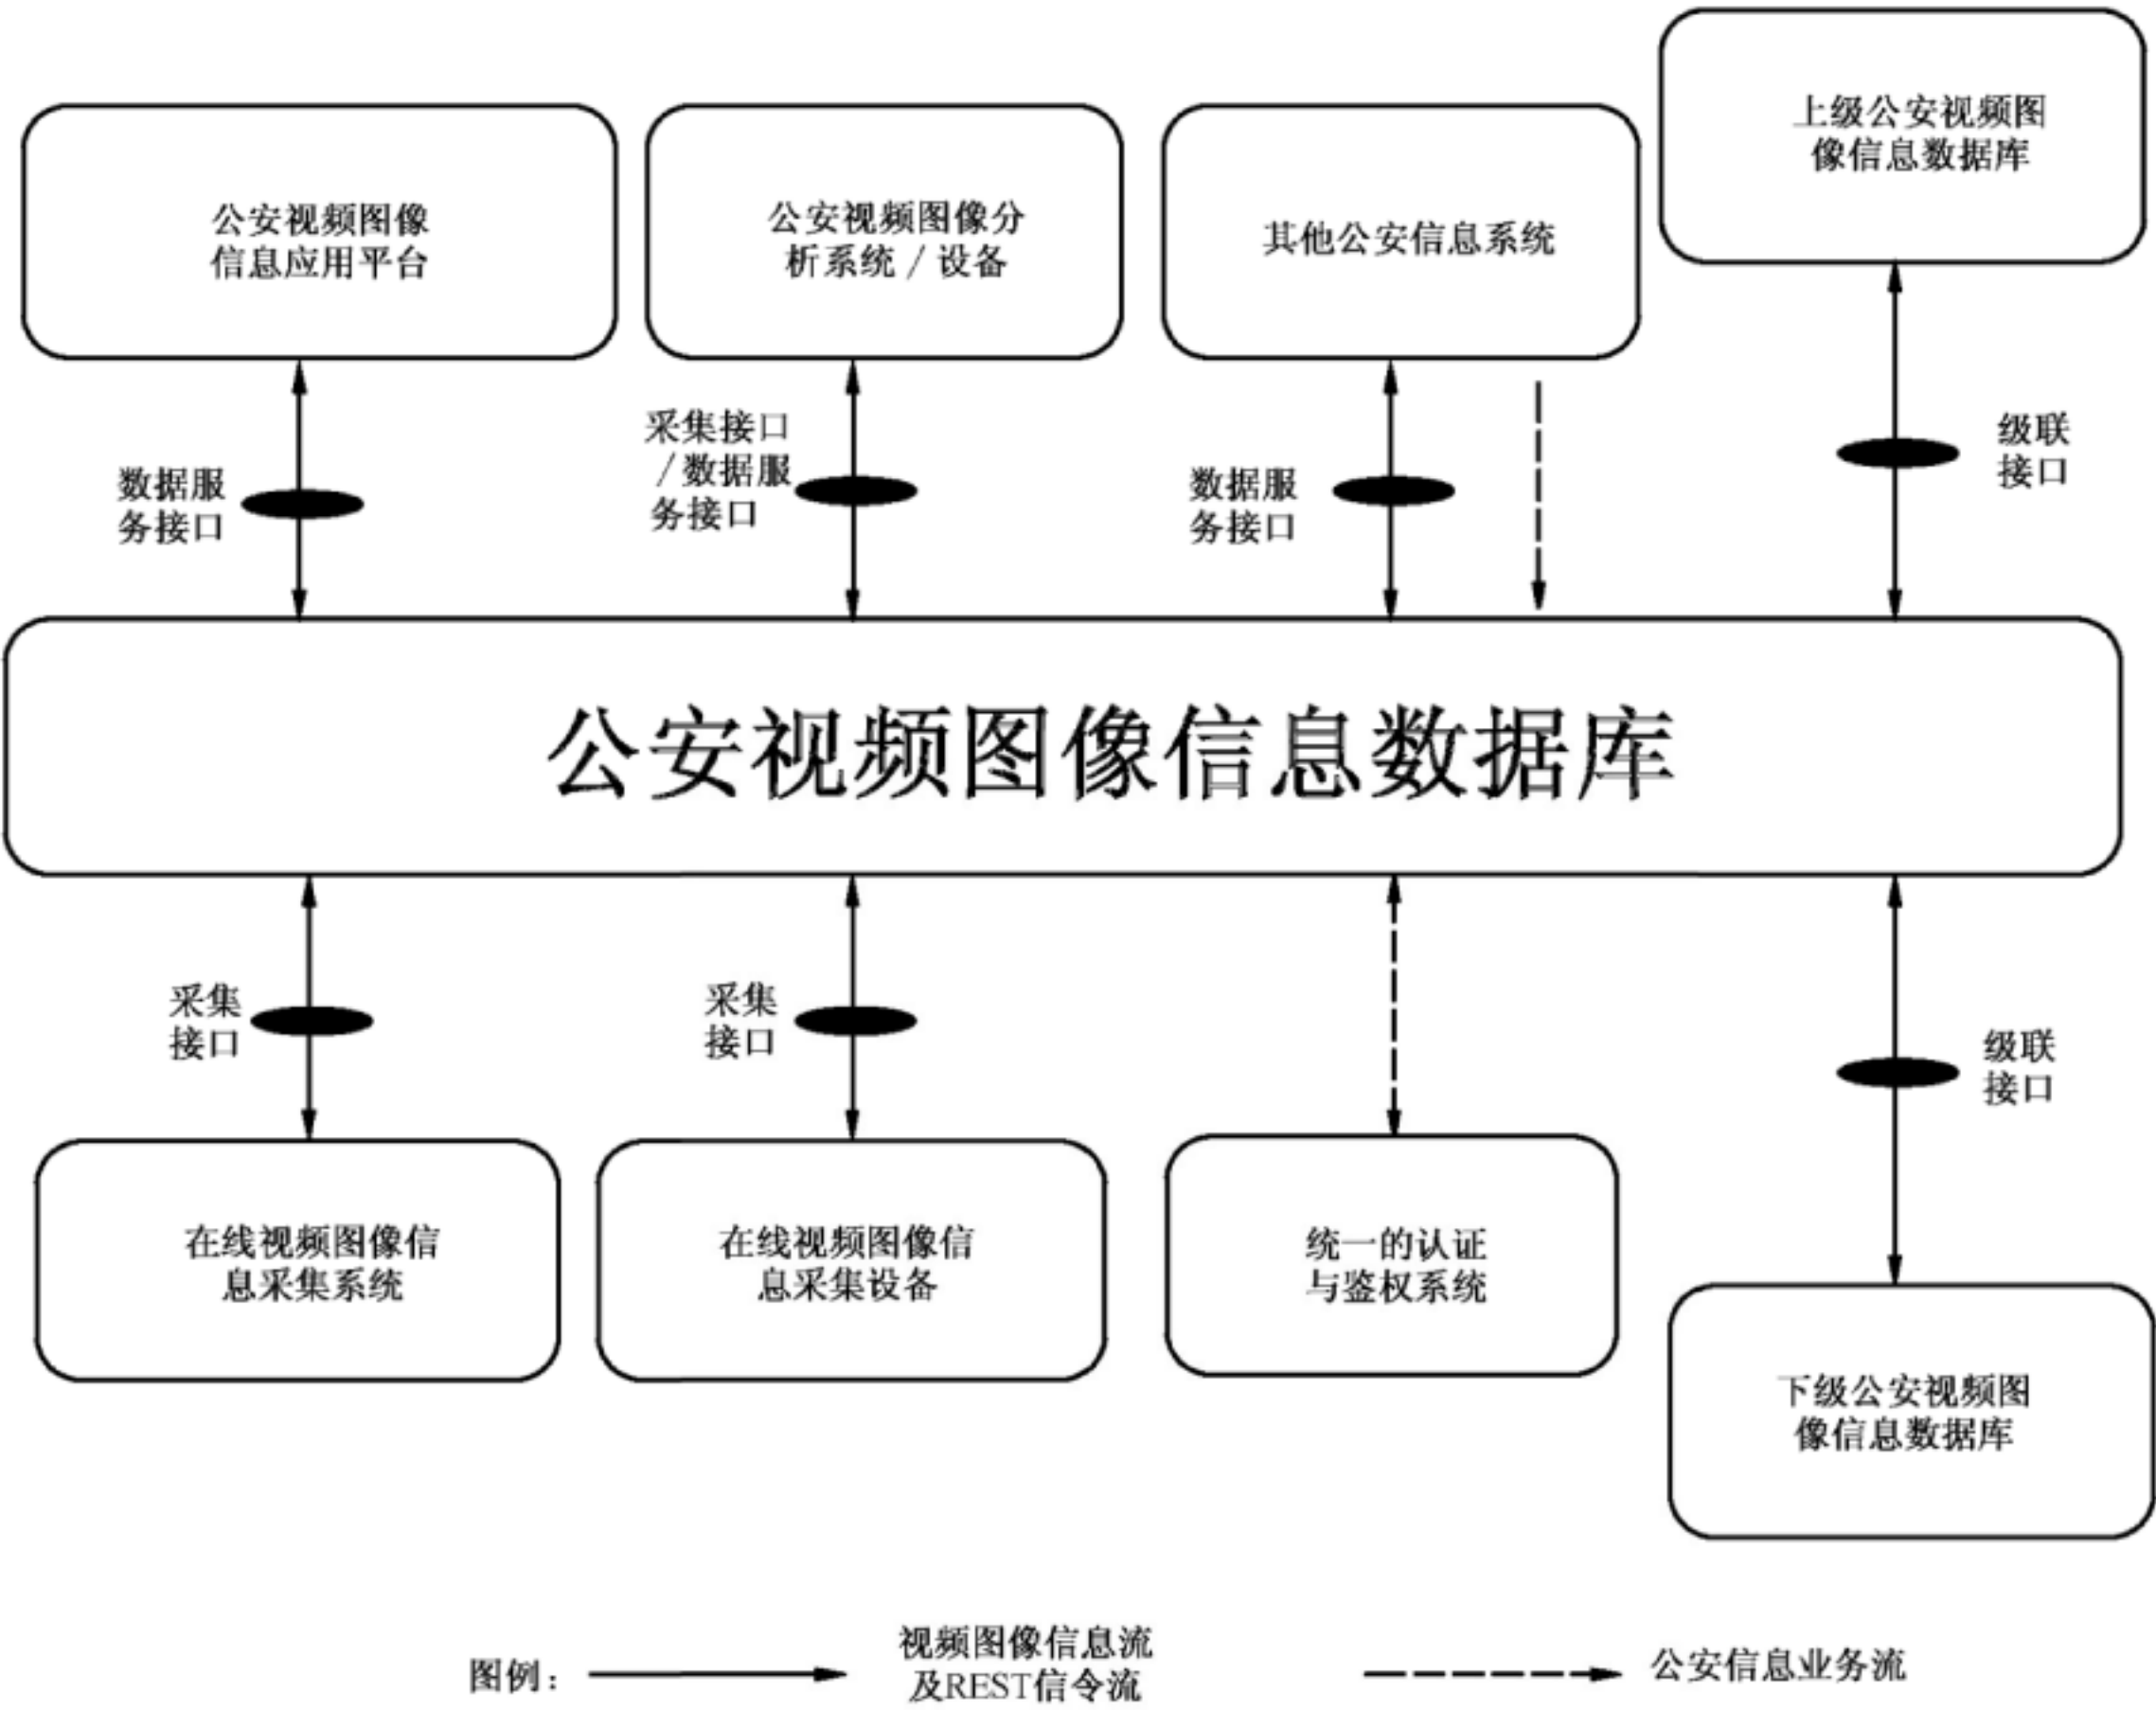 上级公安视频图
像信息数据库
公安视频图像
信息应用平台
公安视频图像分
析系统/设备
其他公安信息系统
数据服
务接口
采集接口
/数据服
务接口
数据服
务接口
级联
接口
公安视频图像信息数据库
采集
接口
采集
接口
级联
接口
在线视频图像信
息采集系统
在线视频图像信
息采集设备
统一的认证
与鉴权系统
下级公安视频图
像信息数据库
图例：
视频图像信息流
及REST信令流
公安信息业务流